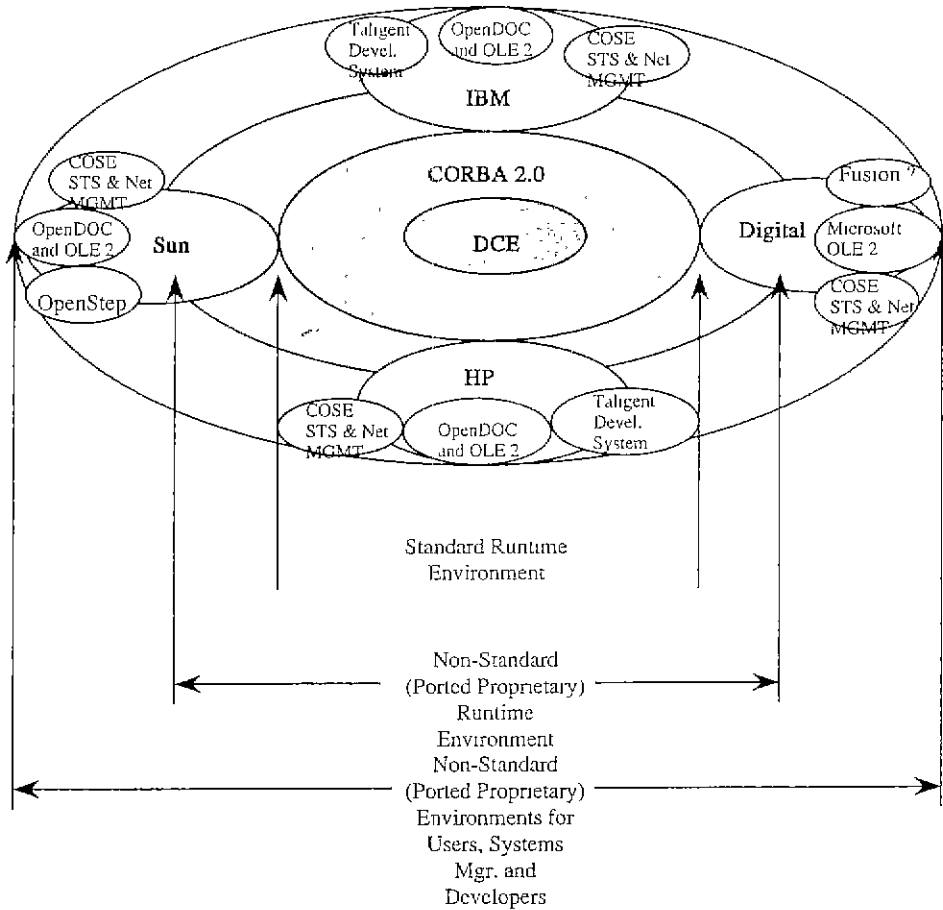 Taligent
Devel.
System
OpenDOC
and OLE 2
COSE
STS & Net
MGMT
IBM
COSE
STS & Net
MGMT
OpenDOC
and OLE 2
OpenStep
Sun
CORBA 2.0
DCE
Digital
Fusion ?
Microsoft
OLE 2
COSE
STS & Net
MGMT
HP
COSE
STS & Net
MGMT
OpenDOC
and OLE 2
Taligent
Devel.
System
Standard Runtime
Environment
Non-Standard
(Ported Proprietary)
Runtime
Environment
Non-Standard
(Ported Proprietary)
Environments for
Users, Systems
Mgr. and
Developers